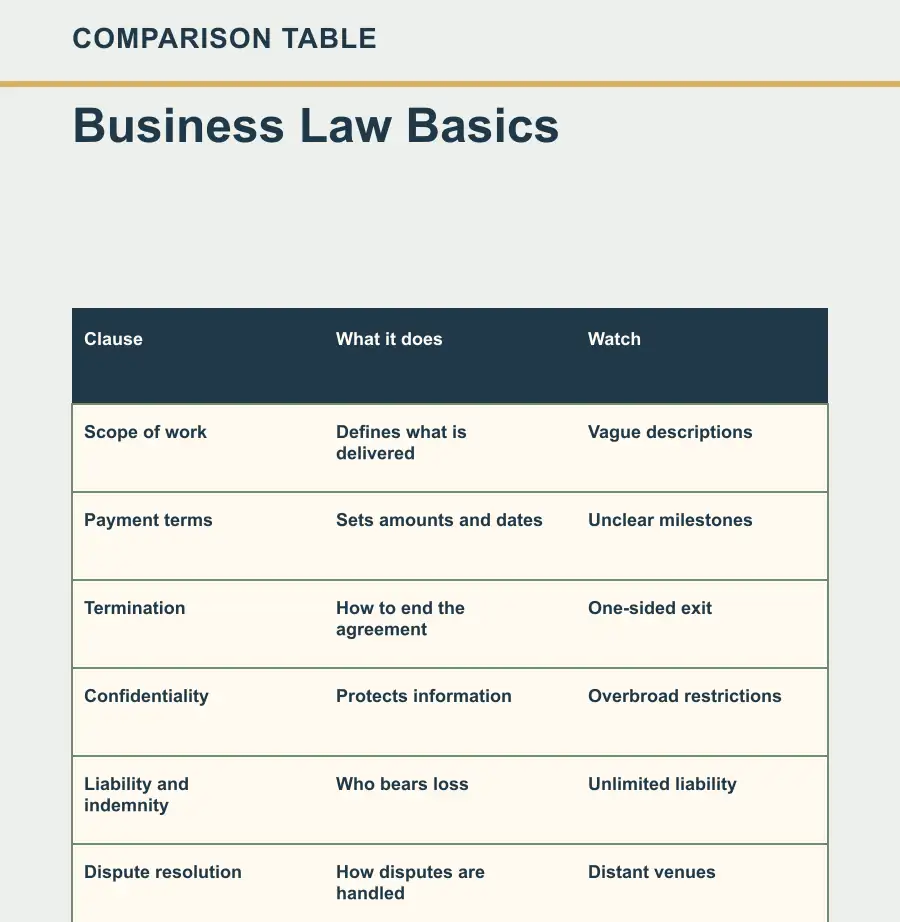 COMPARISON TABLE
Business Law Basics
Clause What it does Watch
Scope of work Defines what is Vague descriptions
delivered
Payment terms Sets amounts and dates Unclear milestones
Termination How to end the One-sided exit
agreement
Confidentiality Protects information Overbroad restrictions
Liability and Who bears loss Unlimited liability
indemnity
Dispute resolution How disputes are Distant venues
handled